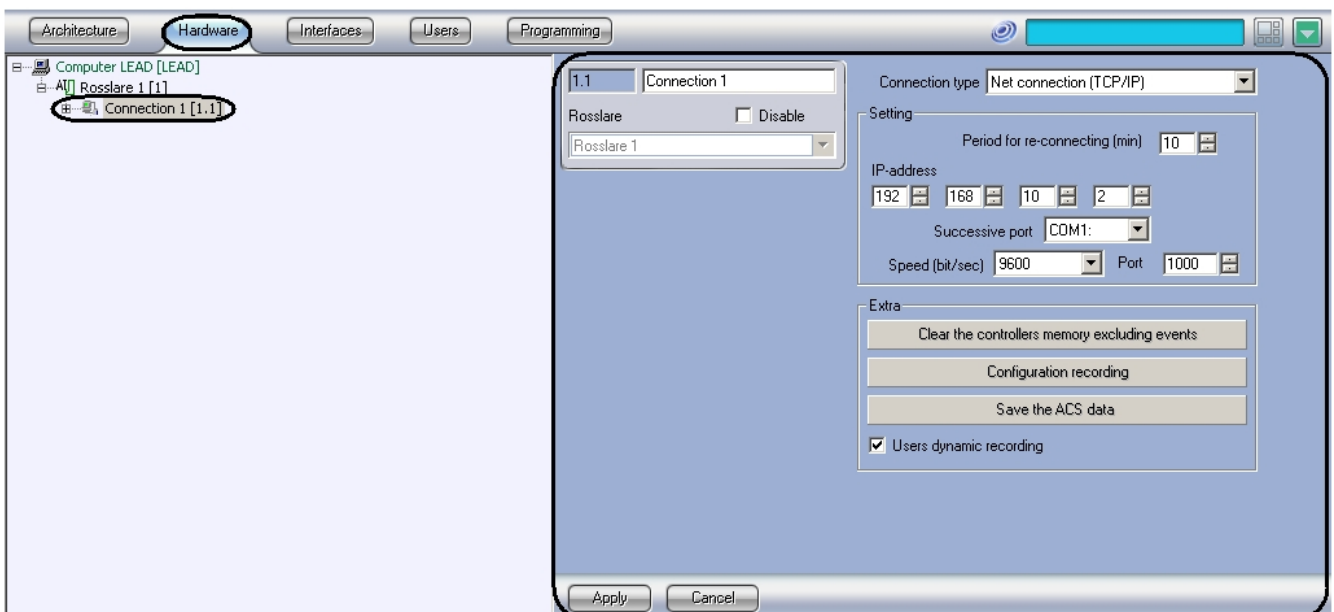 Architecture Hardware Interfaces Users Programming
Computer LEAD [LEAD]
Rosslare 1 [1]
Connection 1 [1.1]
1.1 Connection 1
Rosslare Disable
Rosslare 1
Connection type Net connection (TCP/IP)
Setting
Period for re-connecting (min) 10
IP-address
192 168 10 2
Successive port COM1:
Speed (bit/sec) 9600 Port 1000
Extra
Clear the controllers memory excluding events
Configuration recording
Save the ACS data
Users dynamic recording
Apply Cancel